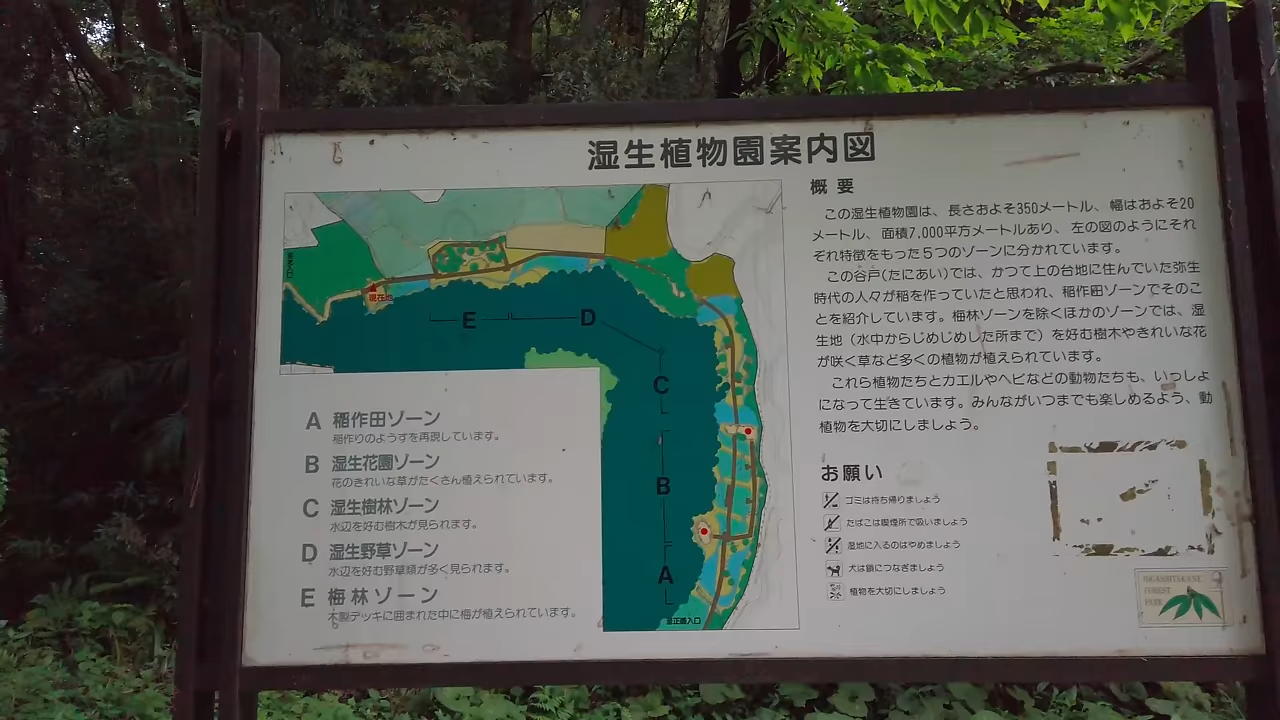 湿生植物園案内図
概要
この湿生植物園は、長さおよそ350メートル、幅はおよそ20
メートル、面積7,000平方メートルあり、左の図のようにそれ
ぞれ特徴をもった5つのゾーンに分かれています。
この谷戸(たにあい)では、かつて上の台地に住んでいた弥生
時代の人々が稲を作っていたと思われ、稲作田ゾーンでそのこ
とを紹介しています。梅林ゾーンを除くほかのゾーンでは、湿
生地（水中からじめじめした所まで）を好む樹木やきれいな花
が咲く草など多くの植物が植えられています。
これら植物たちとカエルやヘビなどの動物たちも、いっしょ
になって生きています。みんながいつまでも楽しめるよう、動
植物を大切にしましょう。
お願い
ゴミは持ち帰りましょう
たばこは喫煙所で吸いましょう
湿地に入るのはやめましょう
犬は鎖につなぎましょう
植物を大切にしましょう
現在地
E
D
C
B
A
A 稲作田ゾーン
稲作りのようすを再現しています。
B 湿生花園ゾーン
花のきれいな草がたくさん植えられています。
C 湿生樹林ゾーン
水辺を好む樹木が見られます。
D 湿生野草ゾーン
水辺を好む野草類が多く見られます。
E 梅林ゾーン
木製デッキに囲まれた中に梅が植えられています。
FOREST
PARK